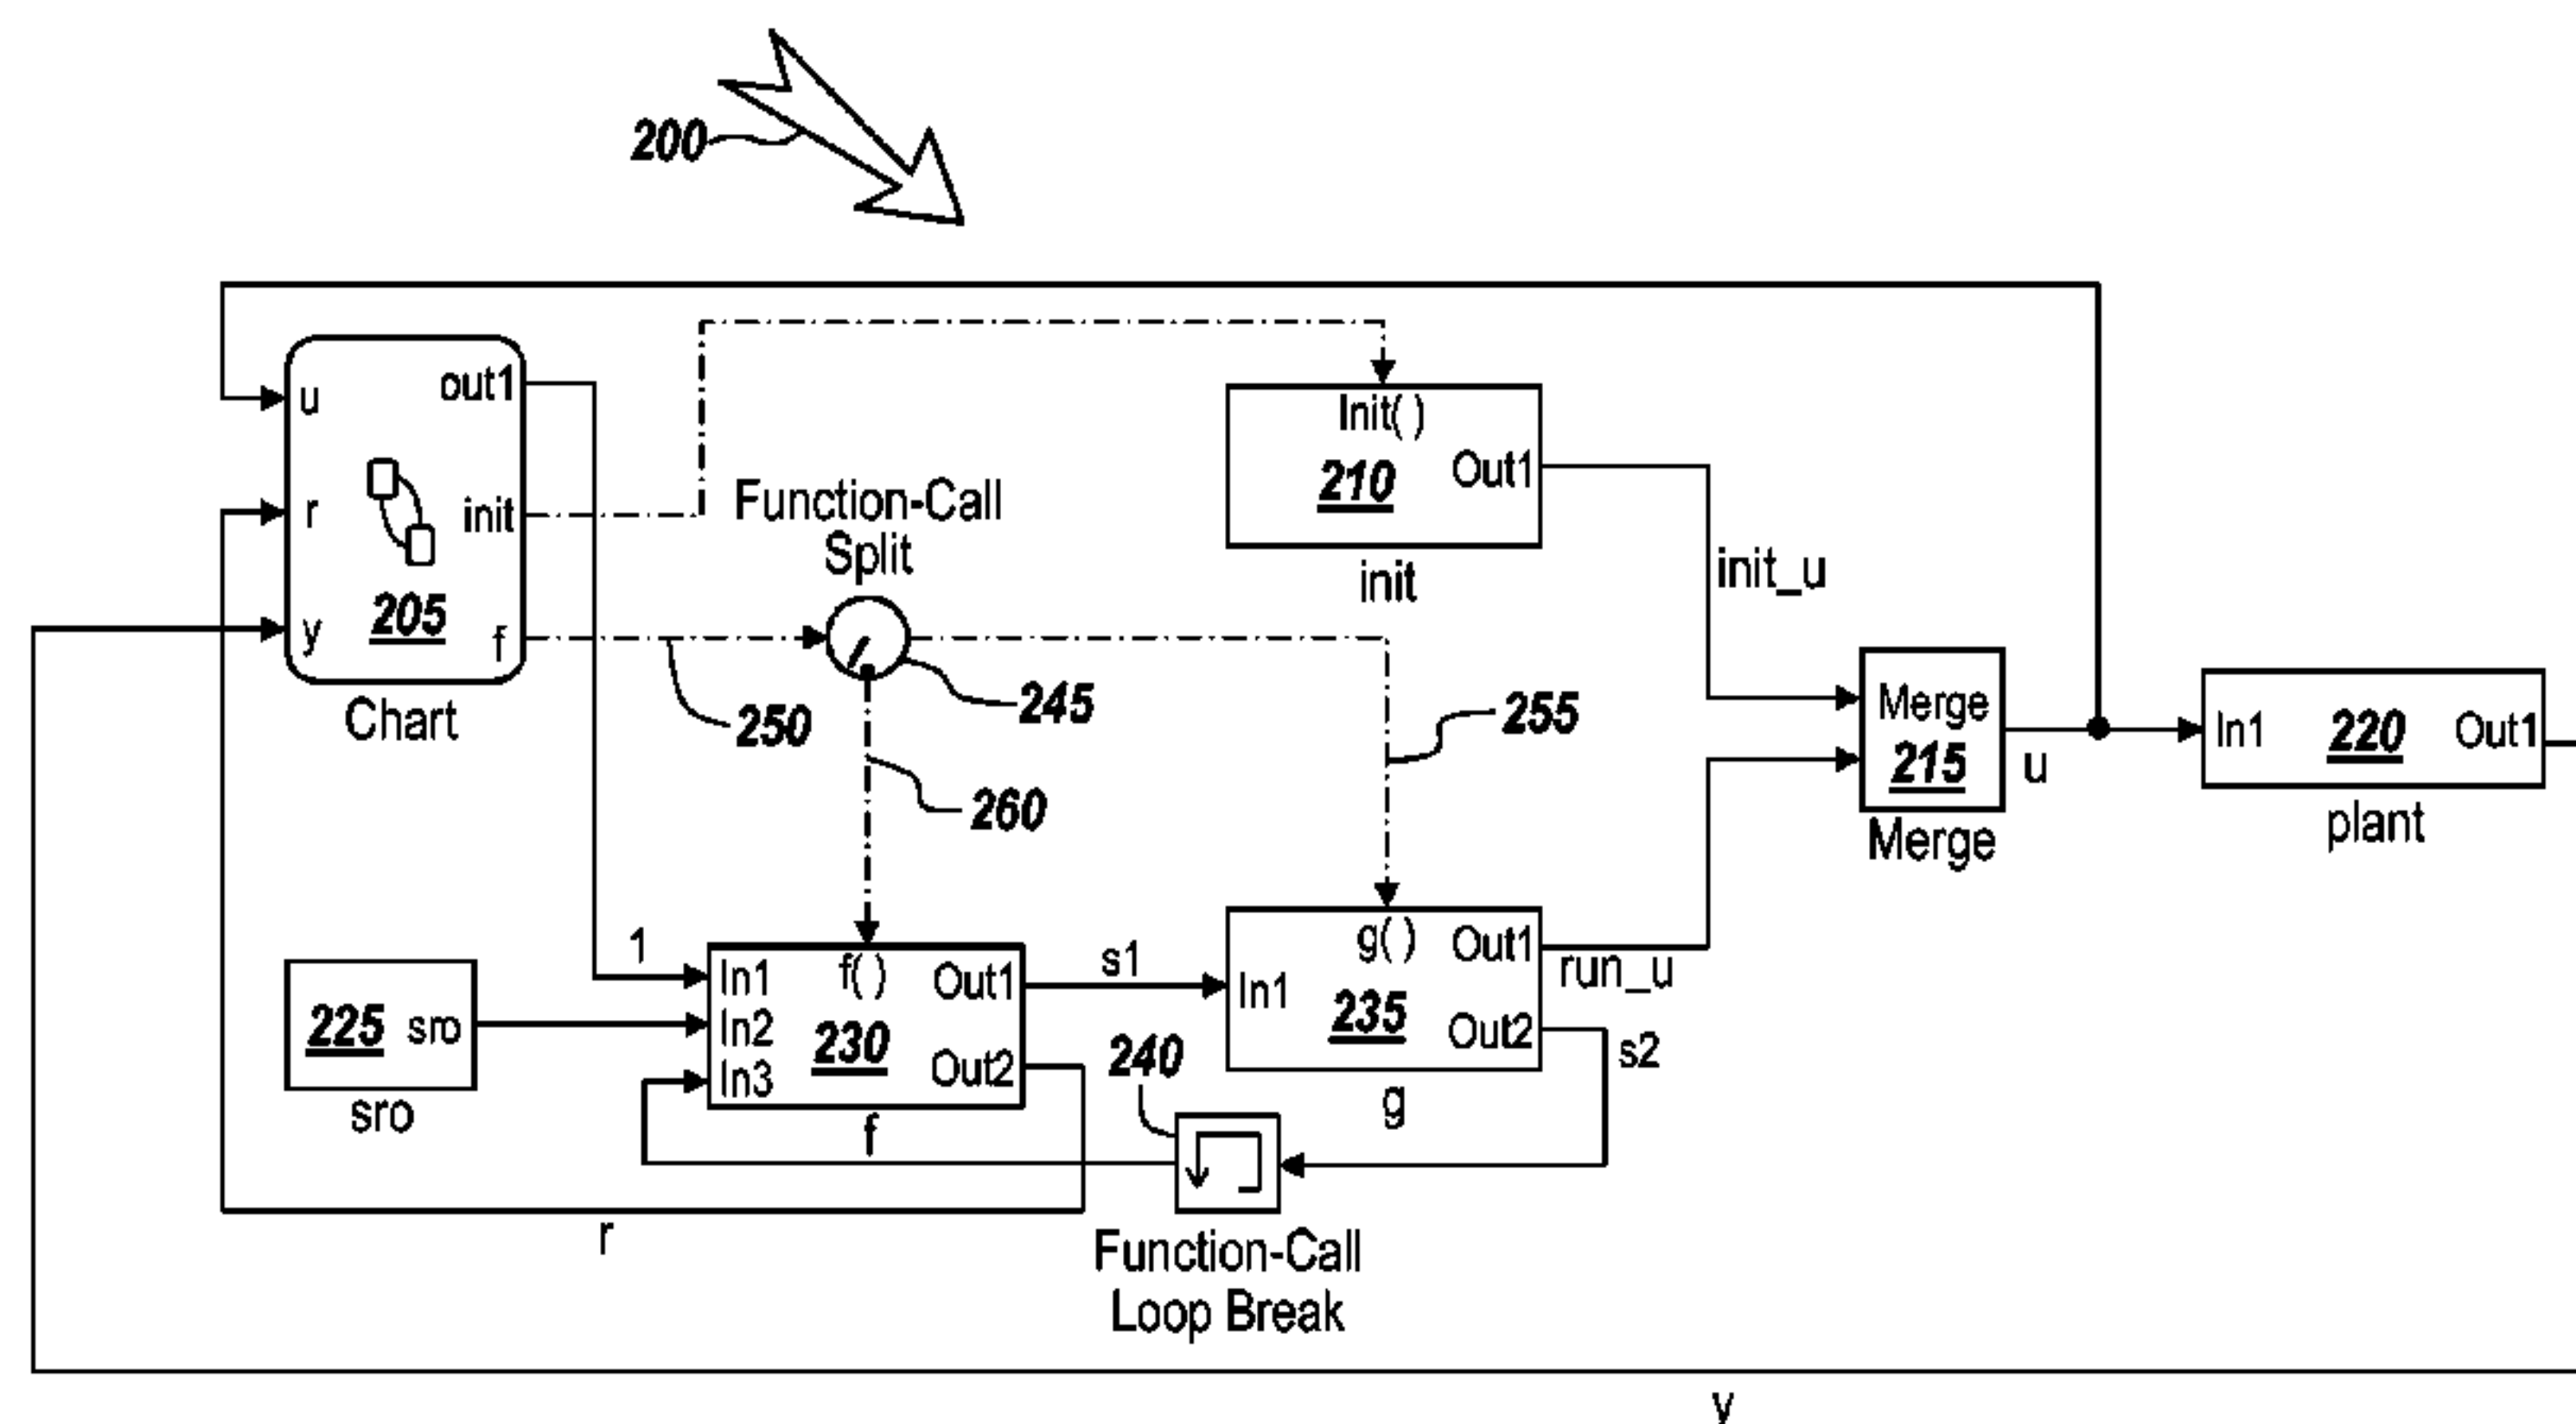 200
u
out1
r
init
205
y
f
Chart
Function-Call
Split
250
245
260
Init( )
210
Out1
init
init_u
255
Merge
215
Merge
u
In1
220
Out1
plant
1
225
sro
sro
In1
f( )
Out1
In2
230
In3
Out2
f
s1
g( )
Out1
In1
235
Out2
g
run_u
s2
240
r
Function-Call
Loop Break
y